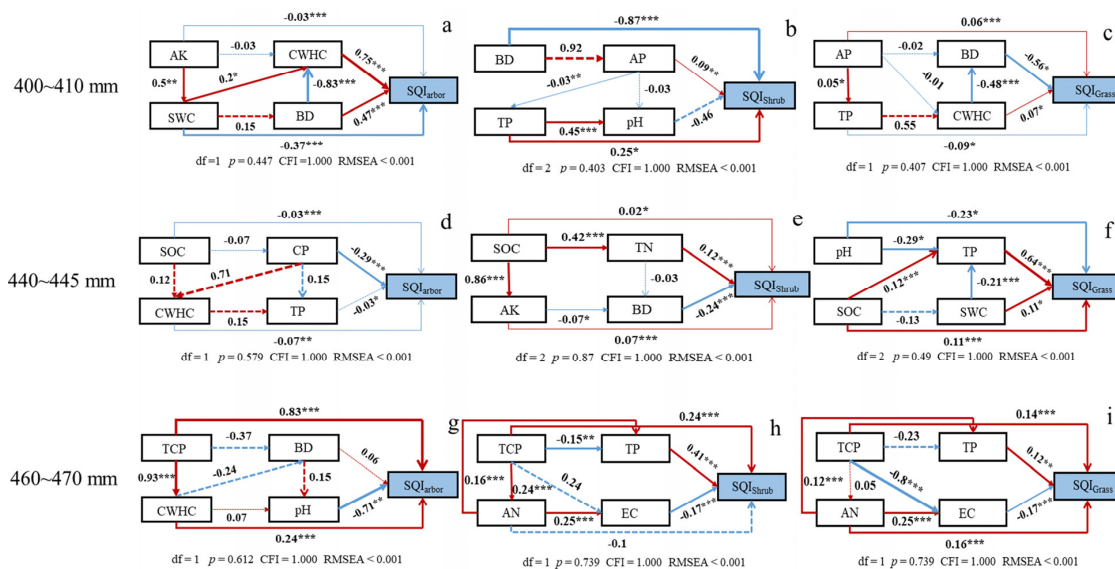 400~410 mm
a
-0.03***
AK
-0.03
CWHC
0.75***
0.5**
0.2*
-0.83***
SQIarbor
SWC
0.15
BD
0.47***
-0.37***
df = 1 p = 0.447 CFI = 1.000 RMSEA < 0.001
b
-0.87***
BD
0.92
AP
0.09**
-0.03**
-0.03
SQIShrub
TP
0.45***
pH
-0.46
0.25*
df = 2 p = 0.403 CFI = 1.000 RMSEA < 0.001
c
0.06***
AP
-0.02
BD
-0.56*
0.05*
-0.01
-0.48***
SQIGrass
TP
0.55
CWHC
0.07*
-0.09*
df = 1 p = 0.407 CFI = 1.000 RMSEA < 0.001
440~445 mm
d
-0.03***
SOC
-0.07
CP
-0.29***
0.12
0.71
0.15
SQIarbor
CWHC
0.15
TP
-0.03*
-0.07**
df = 1 p = 0.579 CFI = 1.000 RMSEA < 0.001
e
0.02*
SOC
0.42***
TN
0.12***
0.86***
-0.03
SQIShrub
AK
-0.07*
BD
-0.24***
0.07***
df = 2 p = 0.87 CFI = 1.000 RMSEA < 0.001
f
-0.23*
pH
-0.29*
TP
0.64***
0.12***
-0.21***
SQIGrass
SOC
-0.13
SWC
0.11*
0.11***
df = 2 p = 0.49 CFI = 1.000 RMSEA < 0.001
460~470 mm
g
0.83***
TCP
-0.37
BD
0.06
0.93***
-0.24
0.15
SQIarbor
CWHC
0.07
pH
-0.71**
0.24***
df = 1 p = 0.612 CFI = 1.000 RMSEA < 0.001
h
0.24***
TCP
-0.15**
TP
0.41***
0.16***
0.24***
0.24
SQIShrub
AN
0.25***
EC
-0.17***
-0.1
df = 1 p = 0.739 CFI = 1.000 RMSEA < 0.001
i
0.14***
TCP
-0.23
TP
0.12**
0.12***
0.05
-0.8***
SQIGrass
AN
0.25***
EC
-0.17***
0.16***
df = 1 p = 0.739 CFI = 1.000 RMSEA < 0.001